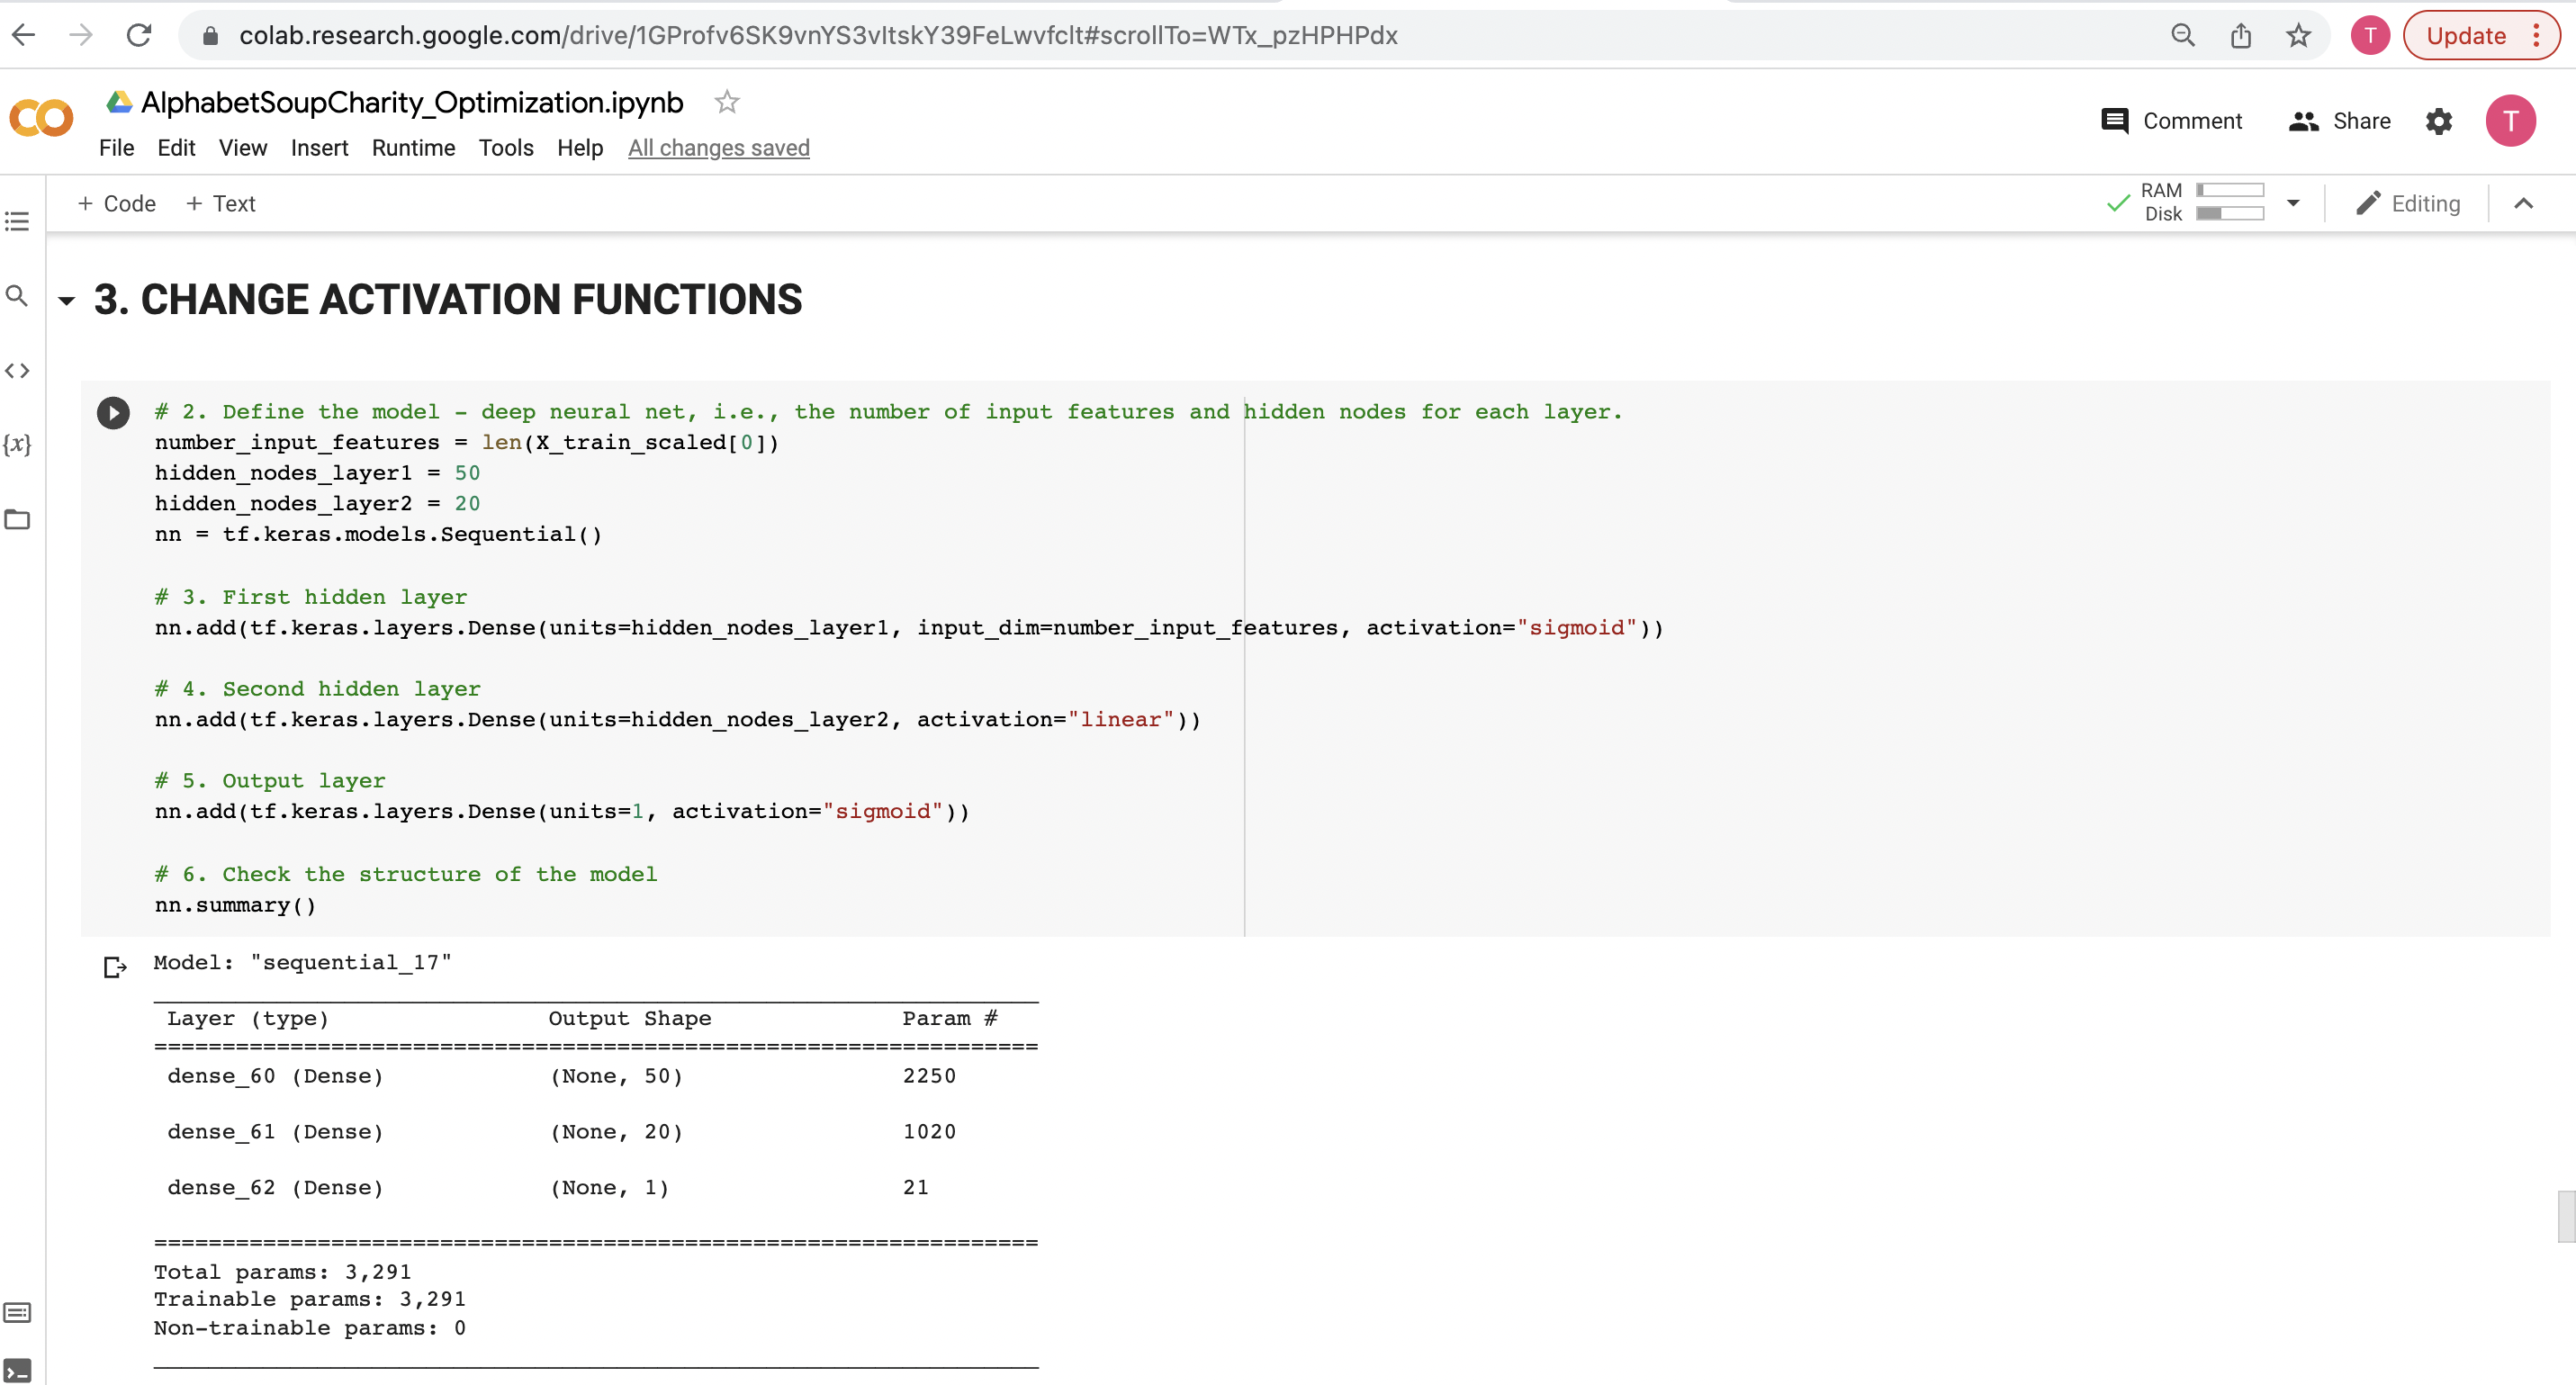 colab.research.google.com/drive/1GProfv6SK9vnYS3vItskY39FeLwvfclt#scrollTo=WTx_pzHPHPdx
T
Update
AlphabetSoupCharity_Optimization.ipynb
File Edit View Insert Runtime Tools Help All changes saved
Comment
Share
T
+ Code + Text
RAM
Disk
Editing
3. CHANGE ACTIVATION FUNCTIONS
{x}
# 2. Define the model - deep neural net, i.e., the number of input features and hidden nodes for each layer.
number_input_features = len(X_train_scaled[0])
hidden_nodes_layer1 = 50
hidden_nodes_layer2 = 20
nn = tf.keras.models.Sequential()
# 3. First hidden layer
nn.add(tf.keras.layers.Dense(units=hidden_nodes_layer1, input_dim=number_input_features, activation="sigmoid"))
# 4. Second hidden layer
nn.add(tf.keras.layers.Dense(units=hidden_nodes_layer2, activation="linear"))
# 5. Output layer
nn.add(tf.keras.layers.Dense(units=1, activation="sigmoid"))
# 6. Check the structure of the model
nn.summary()
Model: "sequential_17"
Layer (type) Output Shape Param #
=================================================================
dense_60 (Dense) (None, 50) 2250
dense_61 (Dense) (None, 20) 1020
dense_62 (Dense) (None, 1) 21
=================================================================
Total params: 3,291
Trainable params: 3,291
Non-trainable params: 0